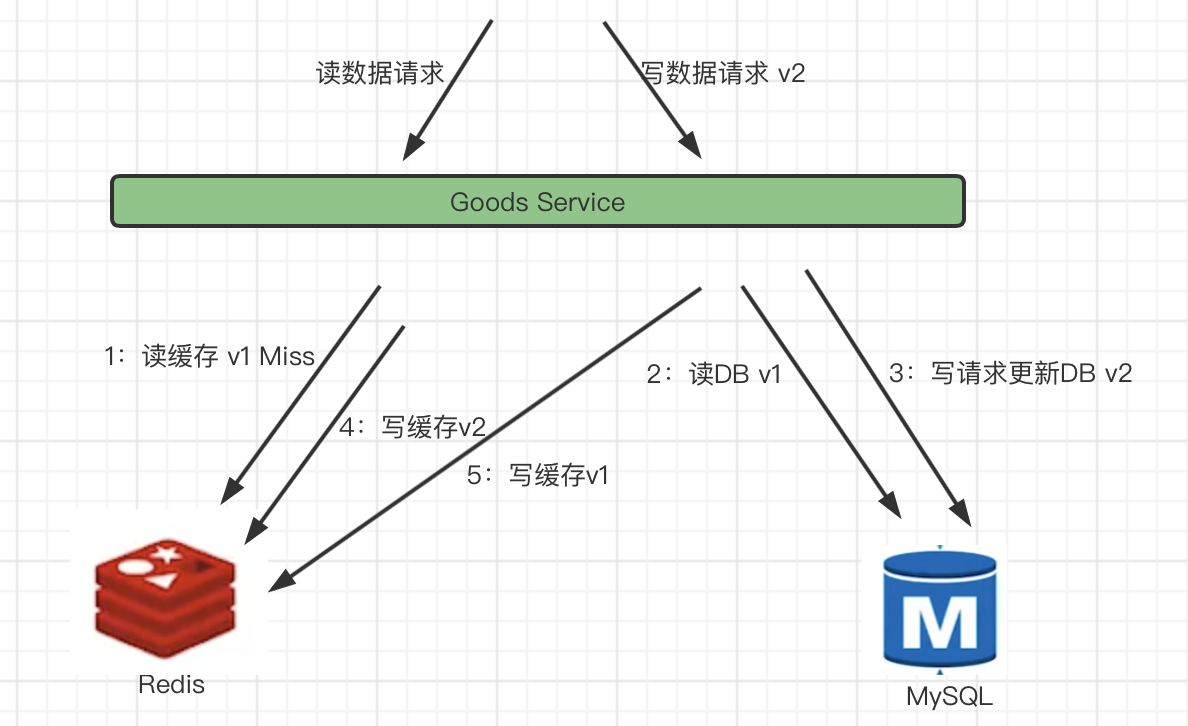 读数据请求
写数据请求 v2
Goods Service
1：读缓存 v1 Miss
2：读DB v1
3：写请求更新DB v2
4：写缓存v2
5：写缓存v1
M
Redis
MySQL